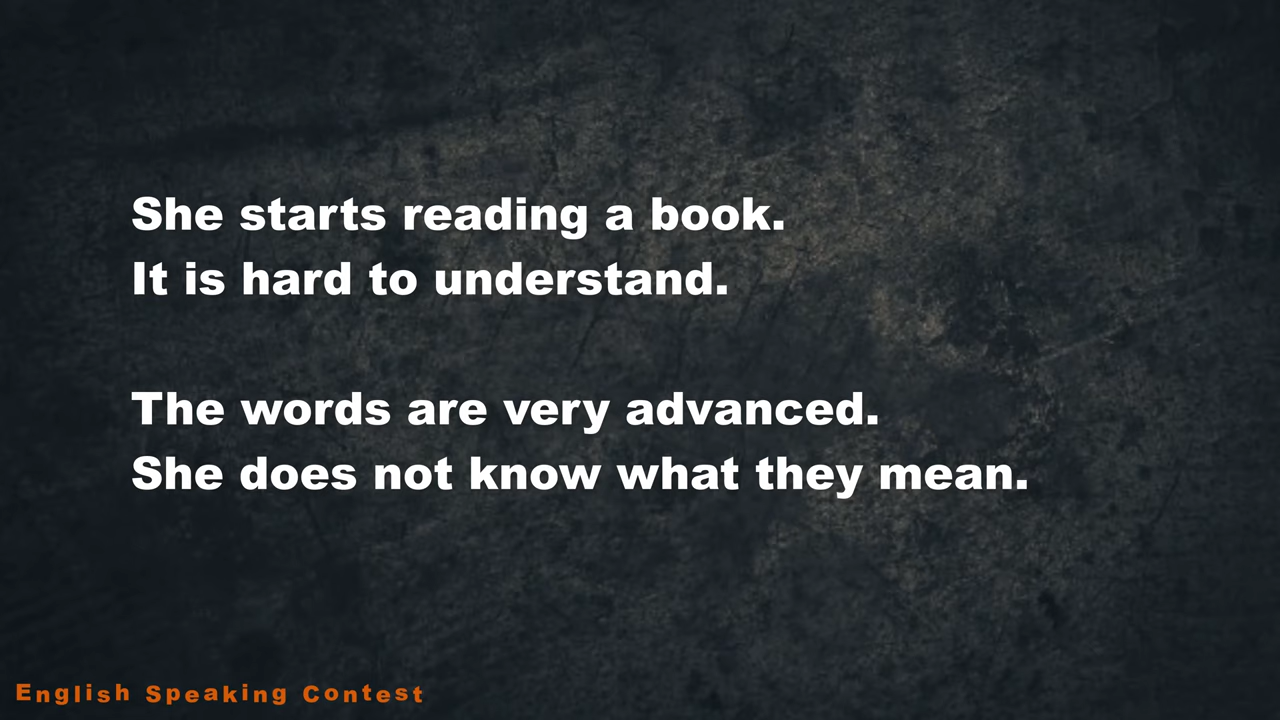 She starts reading a book.
It is hard to understand.
The words are very advanced.
She does not know what they mean.
English Speaking Contest